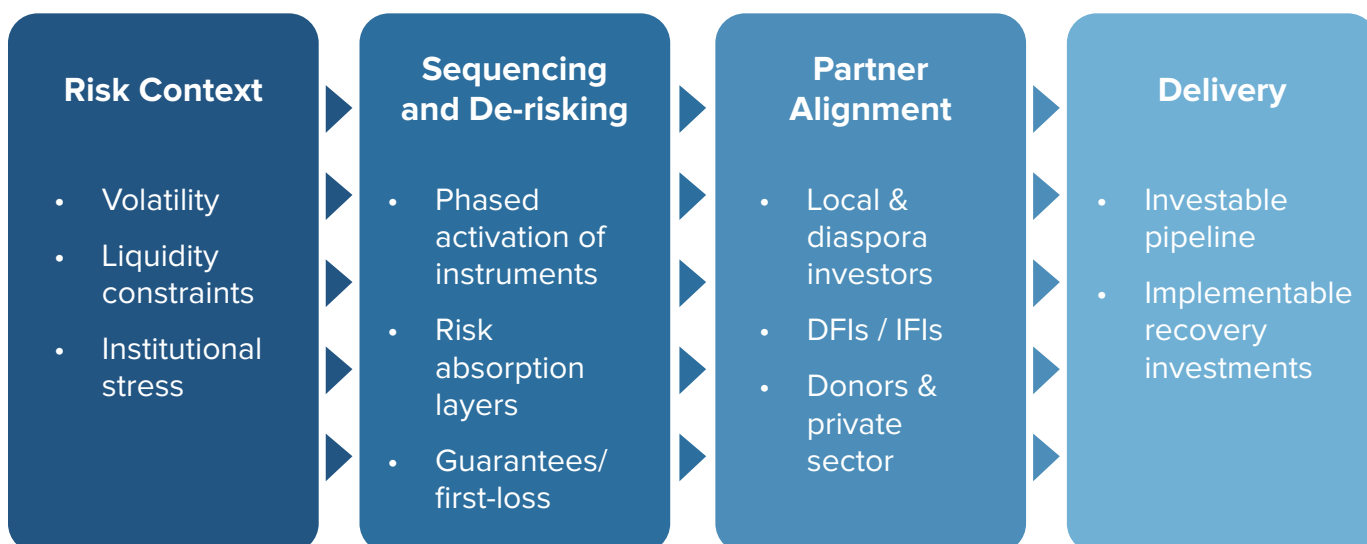 Risk Context
• Volatility
• Liquidity
constraints
• Institutional
stress
Sequencing
and De-risking
• Phased
activation of
instruments
• Risk
absorption
layers
• Guarantees/
first-loss
Partner
Alignment
• Local &
diaspora
investors
• DFIs / IFIs
• Donors &
private
sector
Delivery
• Investable
pipeline
• Implementable
recovery
investments